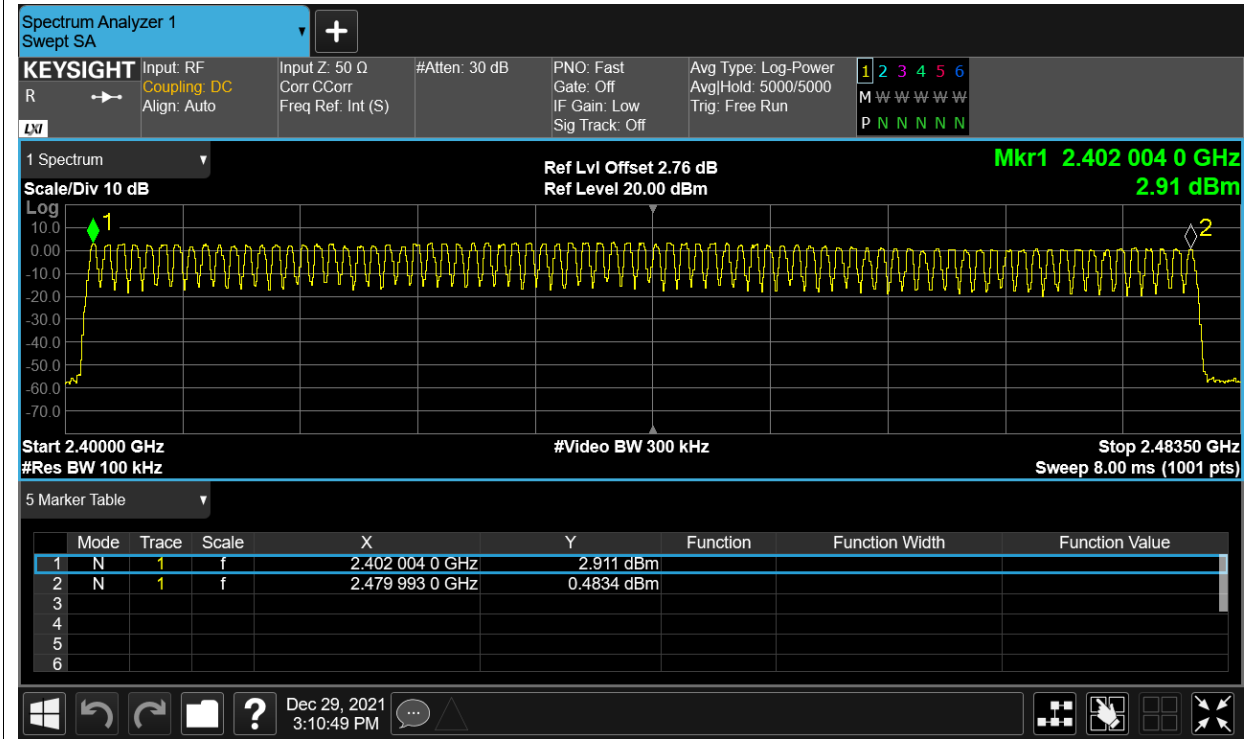 Spectrum Analyzer 1
Swept SA
KEYSIGHT
R
LXI
Input: RF
Coupling: DC
Align: Auto
Input Z: 50 Ω
Corr CCorr
Freq Ref: Int (S)
#Atten: 30 dB
PNO: Fast
Gate: Off
IF Gain: Low
Sig Track: Off
Avg Type: Log-Power
Avg|Hold: 5000/5000
Trig: Free Run
1 2 3 4 5 6
M W W W W W
P N N N N N
1 Spectrum
Scale/Div 10 dB
Ref Lvl Offset 2.76 dB
Ref Level 20.00 dBm
Mkr1 2.402 004 0 GHz
2.91 dBm
Log
10.0
0.00
-10.0
-20.0
-30.0
-40.0
-50.0
-60.0
-70.0
1
2
Start 2.40000 GHz
#Res BW 100 kHz
#Video BW 300 kHz
Stop 2.48350 GHz
Sweep 8.00 ms (1001 pts)
5 Marker Table
Mode Trace Scale X Y Function Function Width Function Value
1 N 1 f 2.402 004 0 GHz 2.911 dBm
2 N 1 f 2.479 993 0 GHz 0.4834 dBm
3
4
5
6
?
Dec 29, 2021
3:10:49 PM